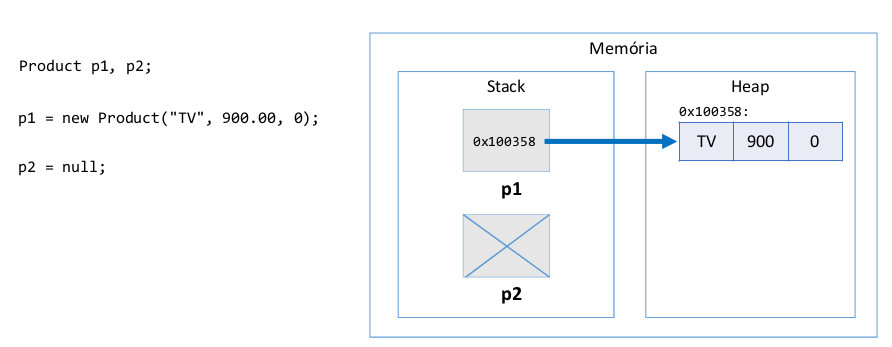 Product p1, p2;
p1 = new Product("TV", 900.00, 0);
p2 = null;
Memória
Stack
0x100358
p1
p2
Heap
0x100358:
TV 900 0